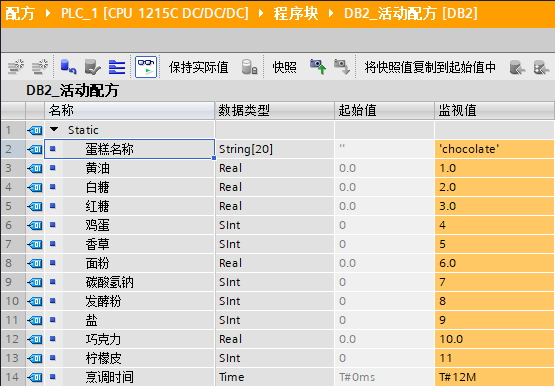 配方 ▸ PLC_1 [CPU 1215C DC/DC/DC] ▸ 程序块 ▸ DB2_活动配方 [DB2]
保持实际值 快照 将快照值复制到起始值中
DB2_活动配方
名称 数据类型 起始值 监视值
1 Static
2 蛋糕名称 String[20] '' 'chocolate'
3 黄油 Real 0.0 1.0
4 白糖 Real 0.0 2.0
5 红糖 Real 0.0 3.0
6 鸡蛋 SInt 0 4
7 香草 SInt 0 5
8 面粉 Real 0.0 6.0
9 碳酸氢钠 SInt 0 7
10 发酵粉 SInt 0 8
11 盐 SInt 0 9
12 巧克力 Real 0.0 10.0
13 柠檬皮 SInt 0 11
14 烹调时间 Time T#0ms T#12M